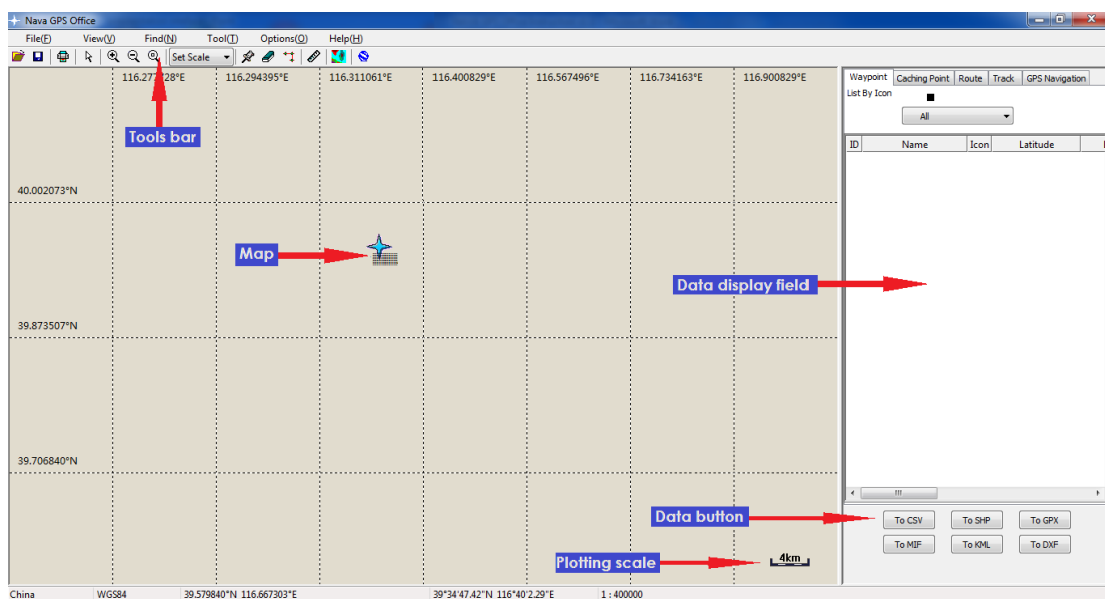 Nava GPS Office
File(F) View(V) Find(N) Tool(T) Options(O) Help(H)
Set Scale
116.277728°E 116.294395°E 116.311061°E 116.400829°E 116.567496°E 116.734163°E 116.900829°E
Waypoint Caching Point Route Track GPS Navigation
List By Icon
All
Tools bar
ID Name Icon Latitude
40.002073°N
Map
Data display field
39.873507°N
39.706840°N
Data button
To CSV To SHP To GPX
To MIF To KML To DXF
Plotting scale
4km
China WGS84 39.579840°N 116.667303°E 39°34'47.42"N 116°40'2.29"E 1 : 400000